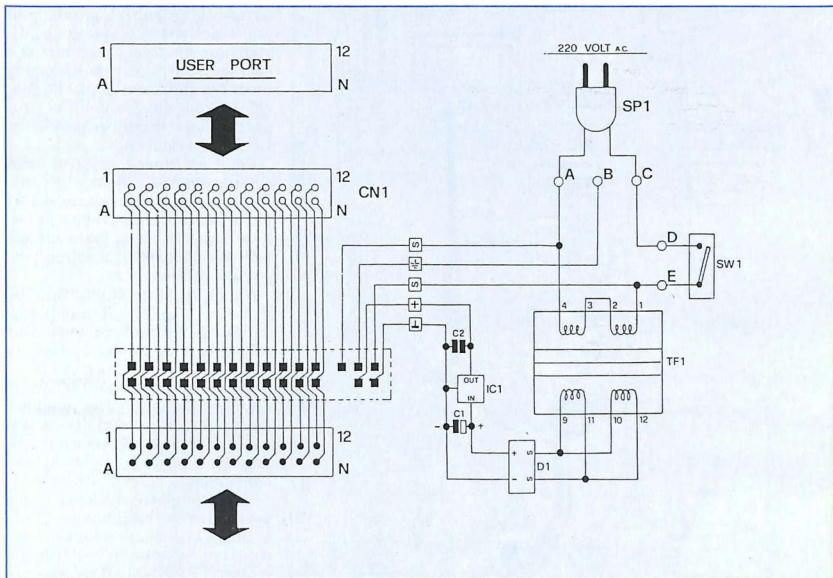 1 12
USER PORT
A N
1 12
CN1
A N
220 VOLT A.C.
SP1
A B C
D
E
SW1
S
S
+
C2
OUT
IC1
IN
- C1 +
4 3 2 1
TF1
9 11 10 12
+ S
- S
D1
1 12
A N